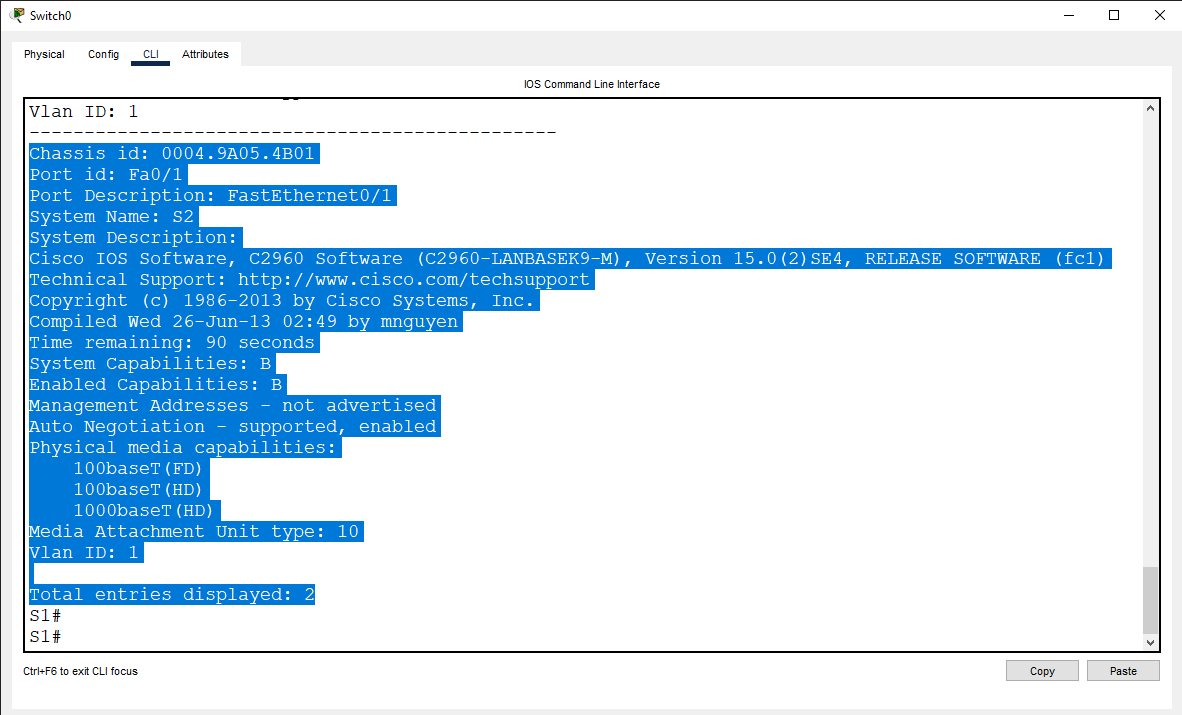 Switch0
Physical Config CLI Attributes
IOS Command Line Interface
Vlan ID: 1
------------------------------------------------
Chassis id: 0004.9A05.4B01
Port id: Fa0/1
Port Description: FastEthernet0/1
System Name: S2
System Description:
Cisco IOS Software, C2960 Software (C2960-LANBASEK9-M), Version 15.0(2)SE4, RELEASE SOFTWARE (fc1)
Technical Support: http://www.cisco.com/techsupport
Copyright (c) 1986-2013 by Cisco Systems, Inc.
Compiled Wed 26-Jun-13 02:49 by mnguyen
Time remaining: 90 seconds
System Capabilities: B
Enabled Capabilities: B
Management Addresses - not advertised
Auto Negotiation - supported, enabled
Physical media capabilities:
    100baseT(FD)
    100baseT(HD)
    1000baseT(HD)
Media Attachment Unit type: 10
Vlan ID: 1
Total entries displayed: 2
S1#
S1#
Ctrl+F6 to exit CLI focus
Copy Paste